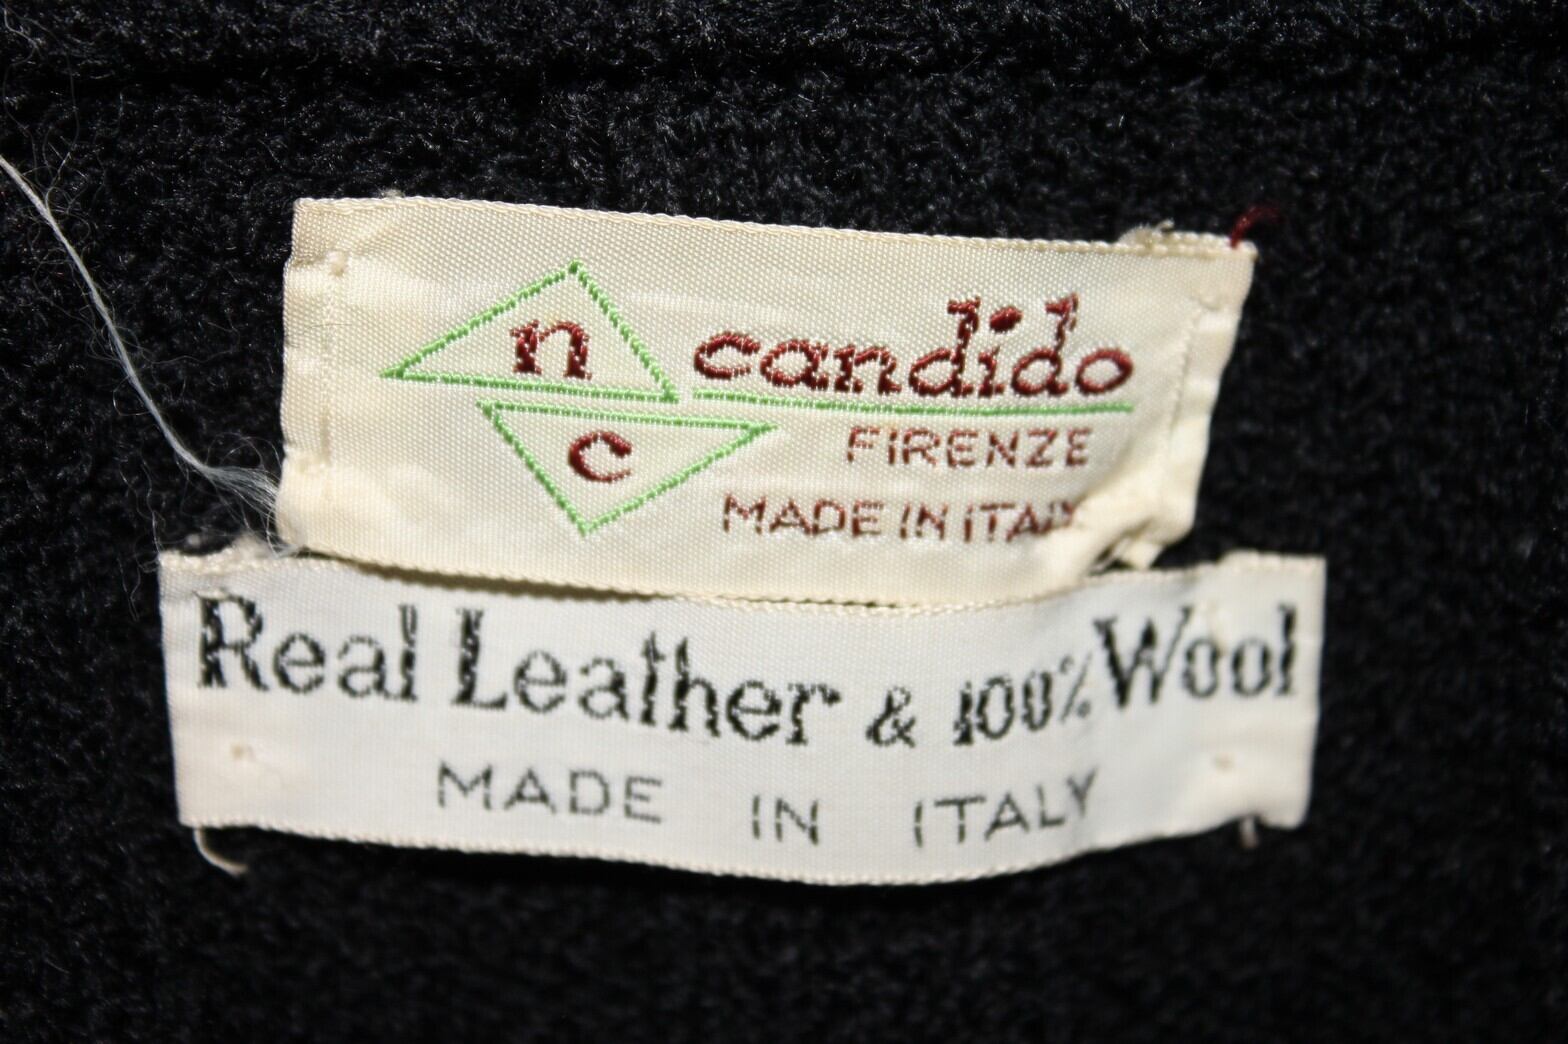 n
c
candido
FIRENZE
MADE IN ITALY
Real Leather & 100% Wool
MADE IN ITALY